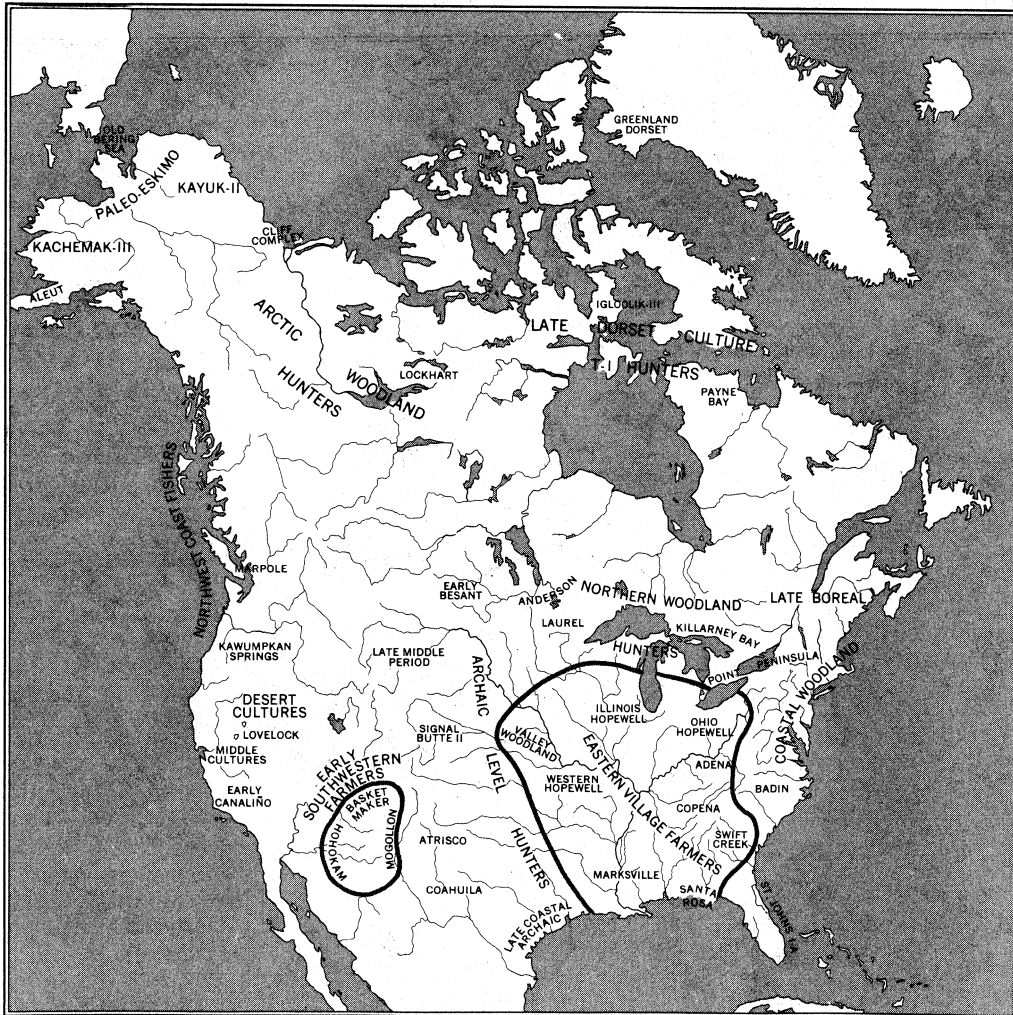 GREENLAND
DORSET
OLD
BERING
SEA
PALEO-ESKIMO
KAYUK-II
KACHEMAK-III
CLIFF
COMPLEX
ALEUT
ARCTIC
WOODLAND
HUNTERS
LOCKHART
IGLOOLIK-III
LATE DORSET CULTURE
T-I HUNTERS
PAYNE
BAY
NORTHWEST COAST FISHERS
MARPOLE
EARLY
BESANT
ANDERSON
NORTHERN WOODLAND
HUNTERS
LATE BOREAL
LAUREL
KILLARNEY BAY
POINT PENINSULA
COASTAL WOODLAND
KAWUMPKAN
SPRINGS
LATE MIDDLE
PERIOD
ARCHAIC LEVEL HUNTERS
DESERT
CULTURES
LOVELOCK
MIDDLE
CULTURES
EARLY
CANALIÑO
SIGNAL
BUTTE II
VALLEY
WOODLAND
ILLINOIS
HOPEWELL
OHIO
HOPEWELL
EASTERN VILLAGE FARMERS
ADENA
WESTERN
HOPEWELL
BADIN
COPENA
SWIFT
CREEK
EARLY
SOUTHWESTERN
FARMERS
BASKET
MAKER
HOHOKAM
MOGOLLON
ATRISCO
COAHUILA
MARKSVILLE
SANTA
ROSA
ST. JOHNS 1A
LATE COASTAL
ARCHAIC